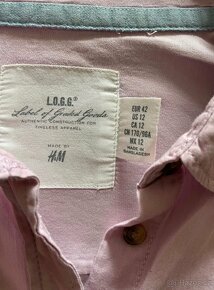 L.O.G.G.®
Label of Graded Goods
AUTHENTIC CONSTRUCTION FOR
TIMELESS APPAREL
MADE BY
H&M
EUR 42
US 12
CA 12
CN 170/96A
MX 12
MADE IN
BANGLADESH